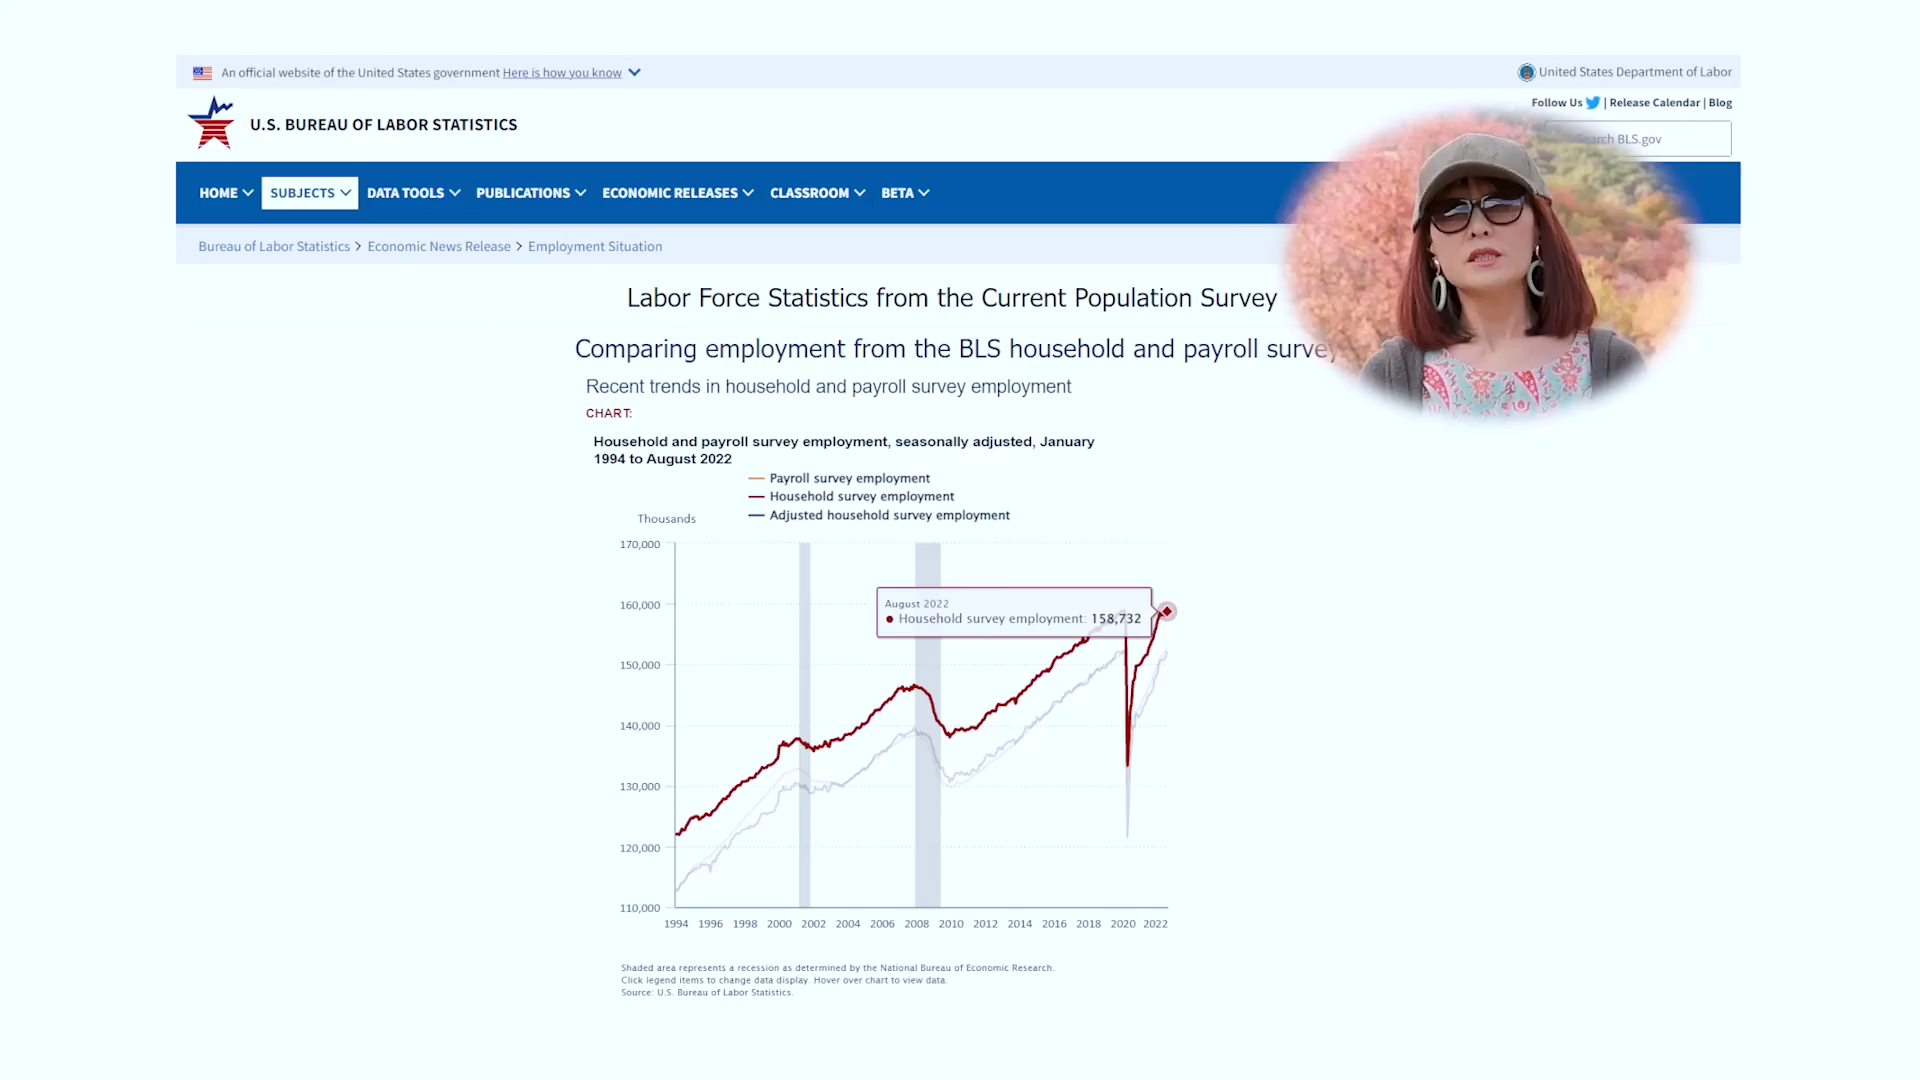 An official website of the United States government Here is how you know
United States Department of Labor
Follow Us | Release Calendar | Blog
U.S. BUREAU OF LABOR STATISTICS
Search BLS.gov
HOME SUBJECTS DATA TOOLS PUBLICATIONS ECONOMIC RELEASES CLASSROOM BETA
Bureau of Labor Statistics > Economic News Release > Employment Situation
Labor Force Statistics from the Current Population Survey
Comparing employment from the BLS household and payroll survey
Recent trends in household and payroll survey employment
CHART:
Household and payroll survey employment, seasonally adjusted, January
1994 to August 2022
Payroll survey employment
Household survey employment
Adjusted household survey employment
Thousands
170,000
160,000
150,000
140,000
130,000
120,000
110,000
August 2022
Household survey employment: 158,732
1994 1996 1998 2000 2002 2004 2006 2008 2010 2012 2014 2016 2018 2020 2022
Shaded area represents a recession as determined by the National Bureau of Economic Research.
Click legend items to change data display. Hover over chart to view data.
Source: U.S. Bureau of Labor Statistics.